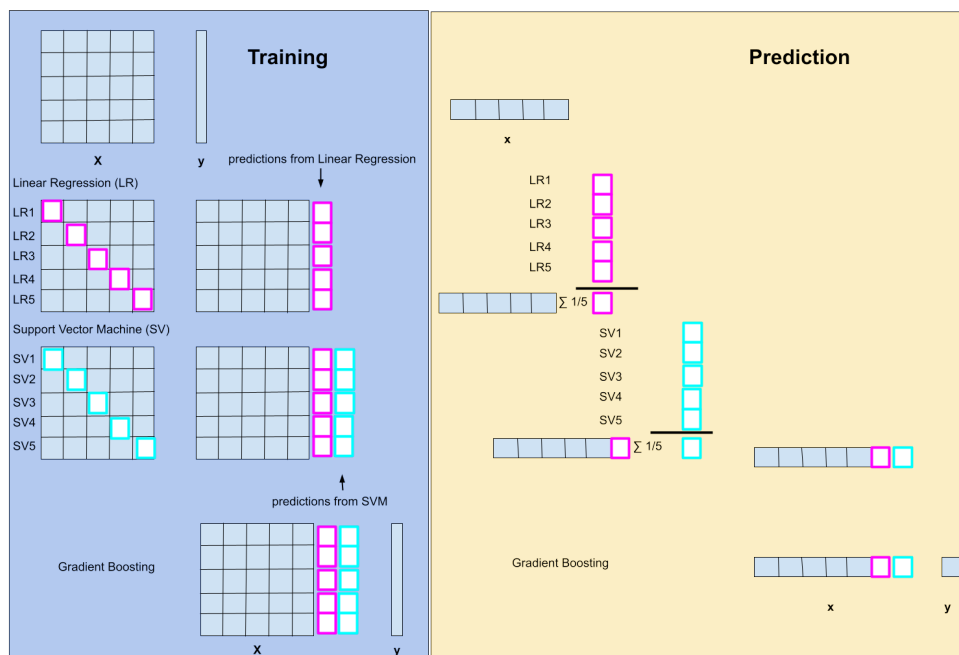 Training
X
y
predictions from Linear Regression
Linear Regression (LR)
LR1
LR2
LR3
LR4
LR5
Support Vector Machine (SV)
SV1
SV2
SV3
SV4
SV5
predictions from SVM
Gradient Boosting
X
y
Prediction
x
LR1
LR2
LR3
LR4
LR5
∑ 1/5
SV1
SV2
SV3
SV4
SV5
∑ 1/5
Gradient Boosting
x
y